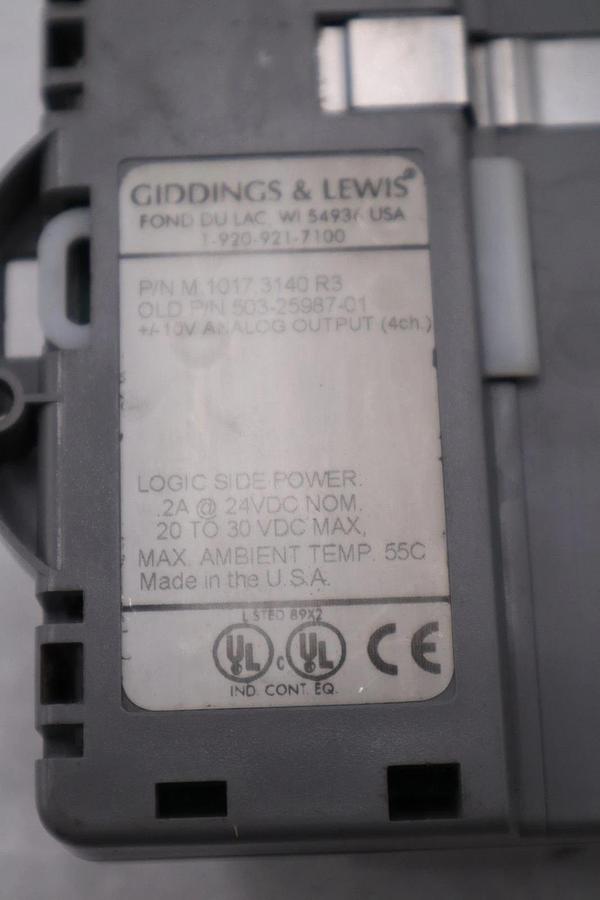 GIDDINGS & LEWIS®
FOND DU LAC, WI 54936 USA
1-920-921-7100
P/N M.1017.3140 R3
OLD P/N 503-25987-01
+/-10V ANALOG OUTPUT (4ch.)
LOGIC SIDE POWER:
.2A @ 24VDC NOM.
20 TO 30 VDC MAX,
MAX. AMBIENT TEMP. 55C
Made in the U.S.A.
LISTED 89X2
UL c UL CE
IND. CONT. EQ.